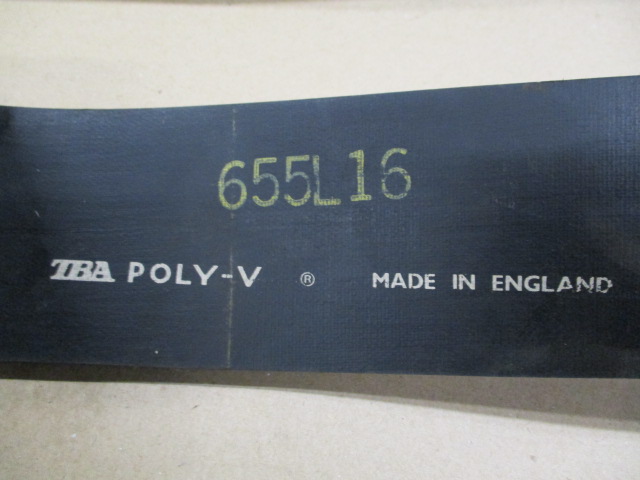 655L16
TBA POLY-V ® MADE IN ENGLAND